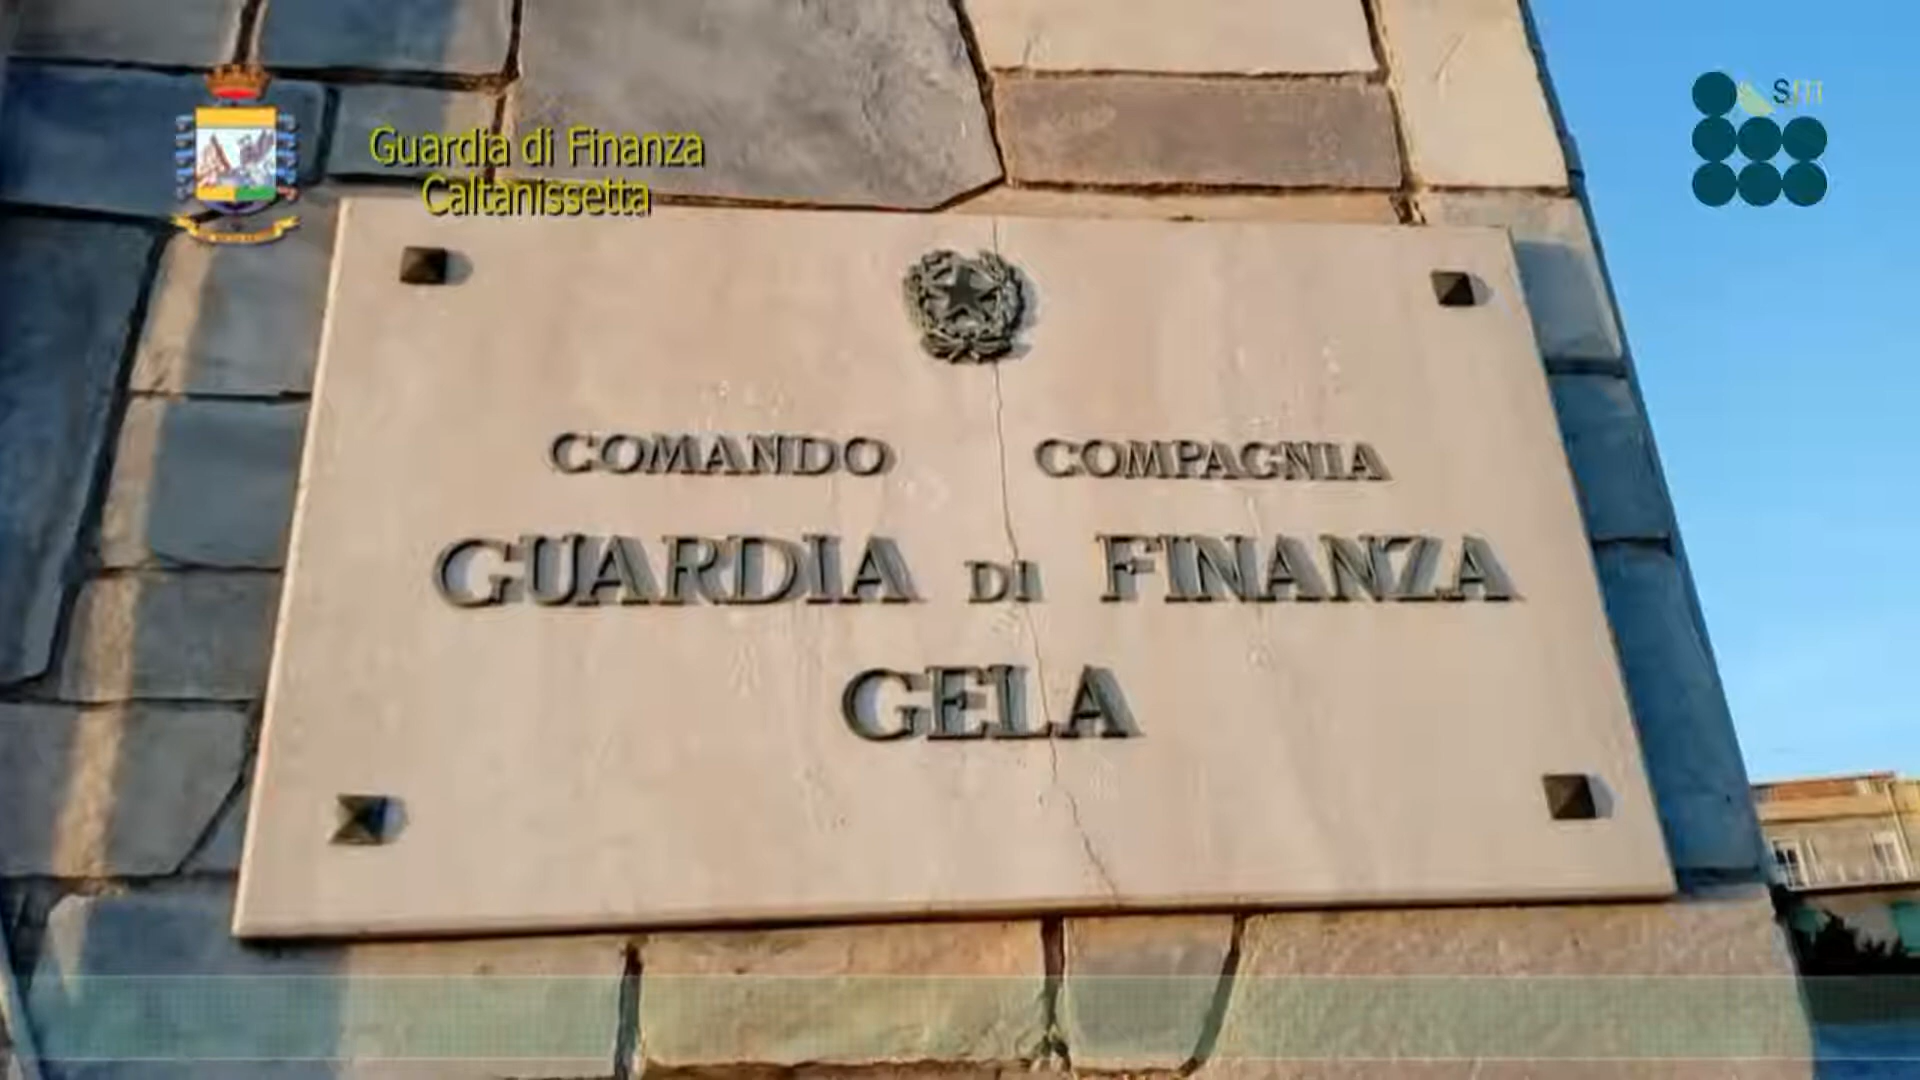 Guardia di Finanza
Caltanissetta
COMANDO COMPAGNIA
GUARDIA DI FINANZA
GELA